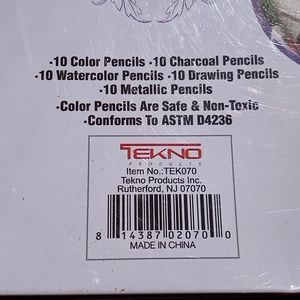 •10 Color Pencils •10 Charcoal Pencils
•10 Watercolor Pencils •10 Drawing Pencils
•10 Metallic Pencils
•Color Pencils Are Safe & Non-Toxic
•Conforms To ASTM D4236
TEKNO
PRODUCTS
Item No.:TEK070
Tekno Products Inc.
Rutherford, NJ 07070
8 14387 02070 0
MADE IN CHINA